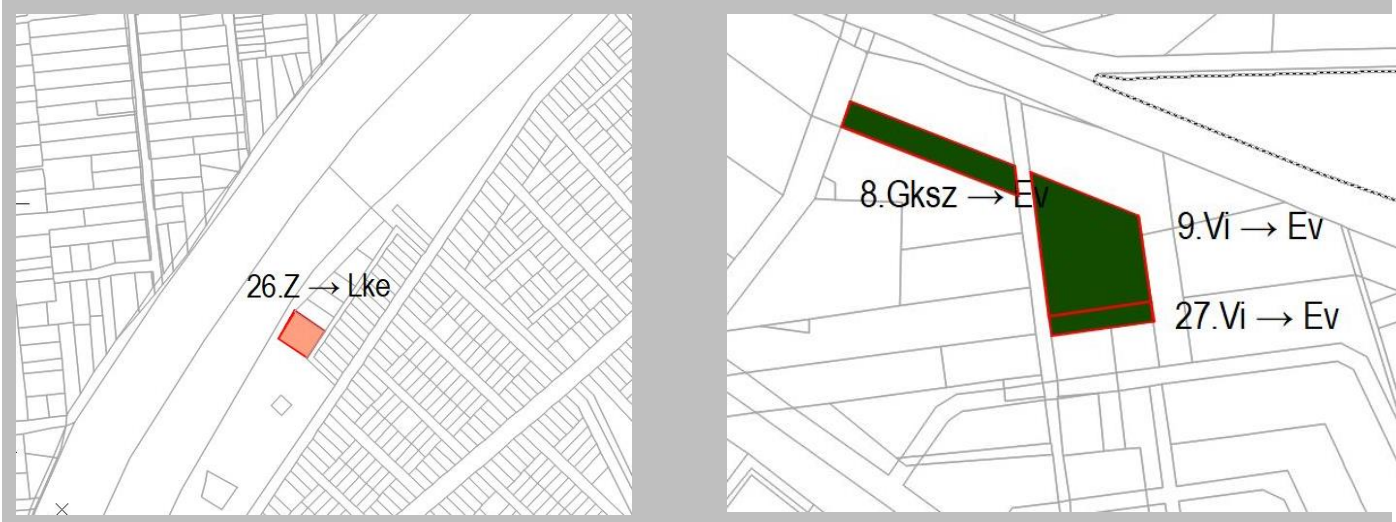 26.Z → Lke
8.Gksz → Ev
9.Vi → Ev
27.Vi → Ev